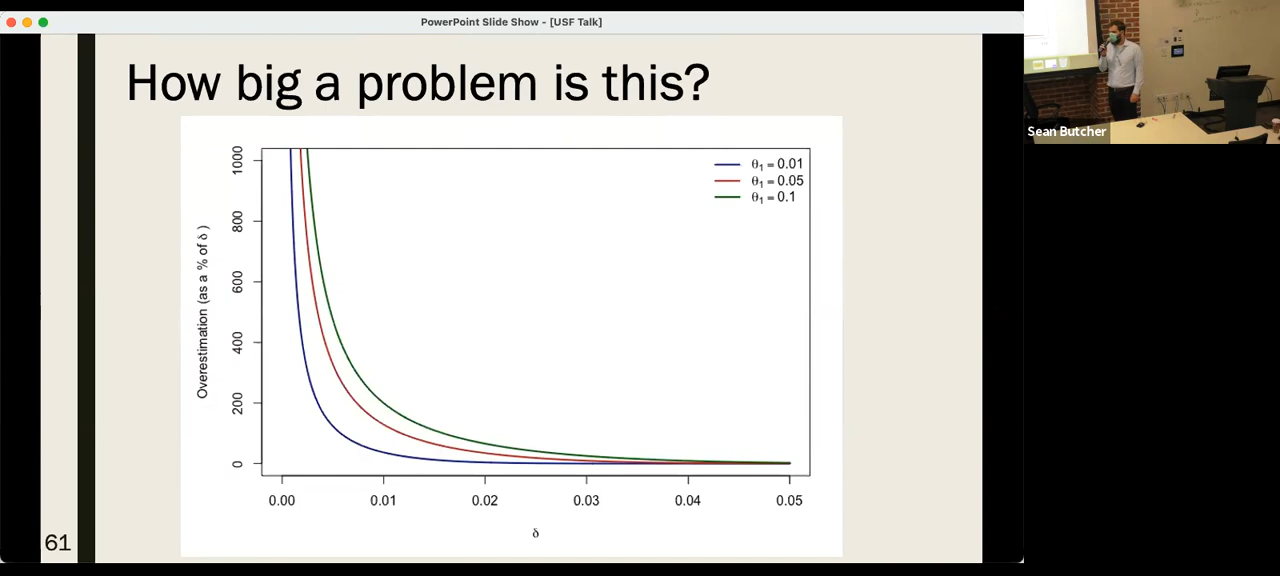 PowerPoint Slide Show - [USF Talk]
How big a problem is this?
Overestimation (as a % of δ )
1000
800
600
400
200
0
θ1 = 0.01
θ1 = 0.05
θ1 = 0.1
0.00 0.01 0.02 0.03 0.04 0.05
δ
61
Sean Butcher